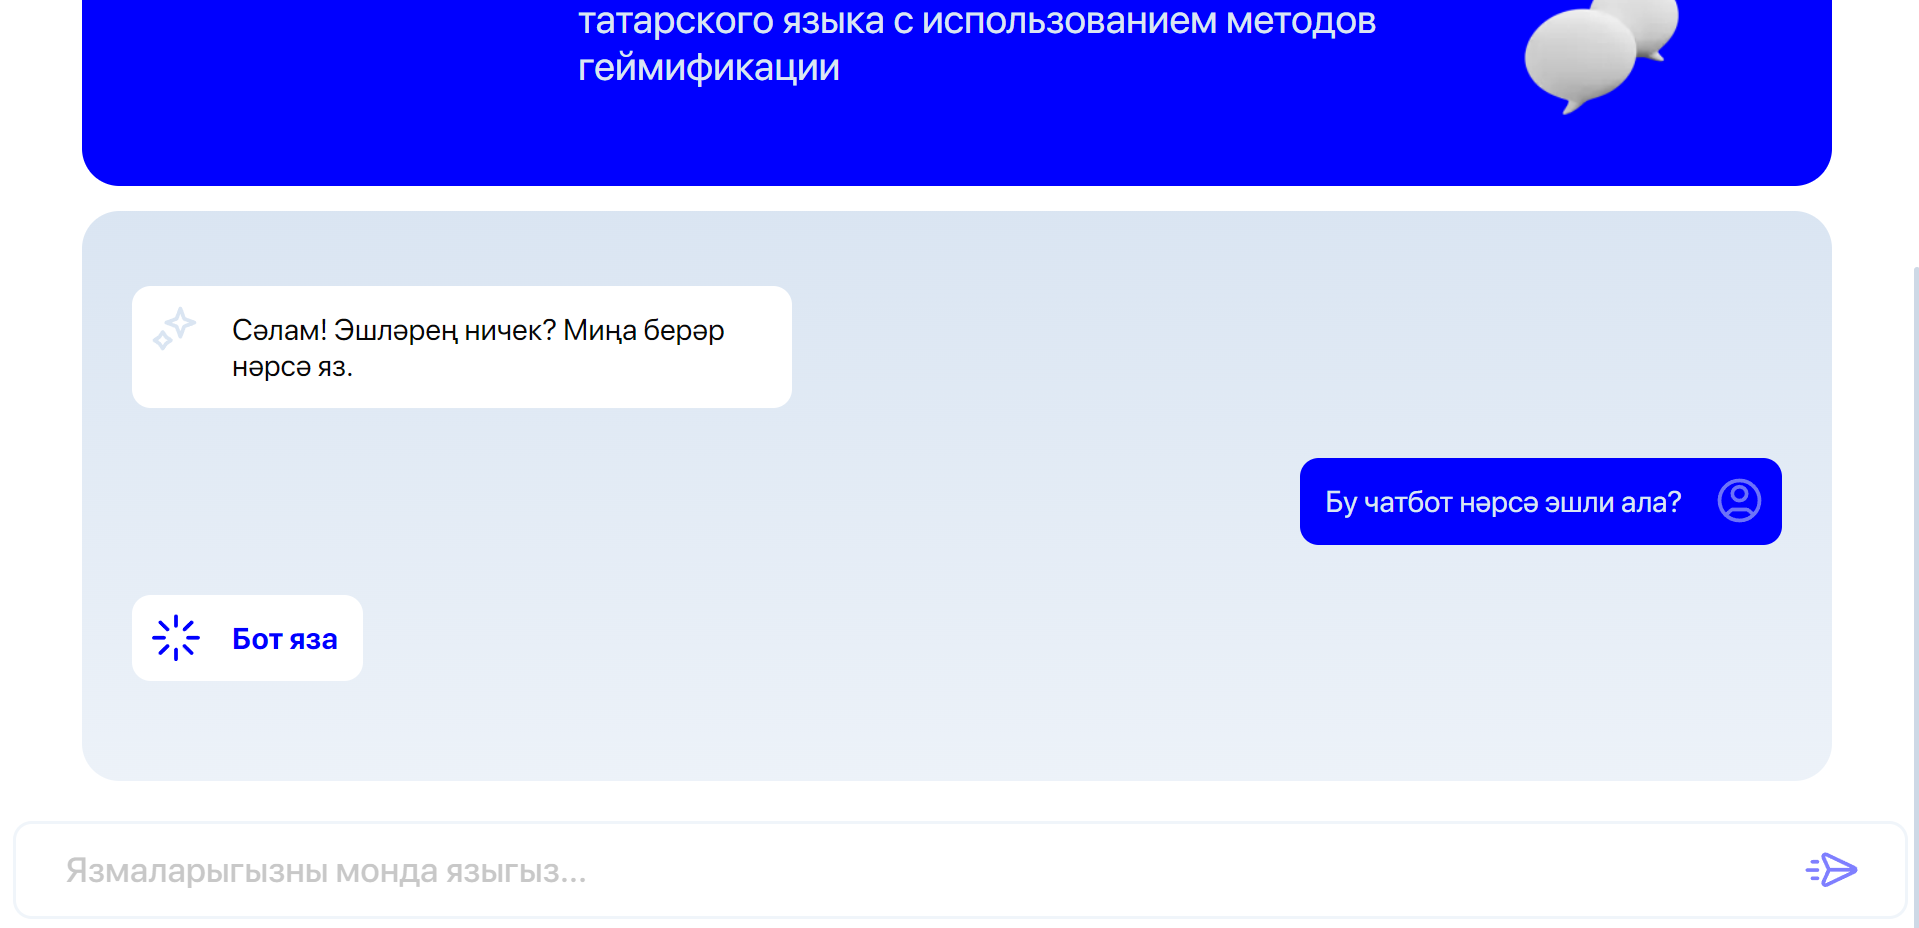 татарского языка с использованием методов
геймификации
Сәлам! Эшләрең ничек? Миңа берәр
нәрсә яз.
Бу чатбот нәрсә эшли ала?
Бот яза
Язмаларыгызны монда языгыз...